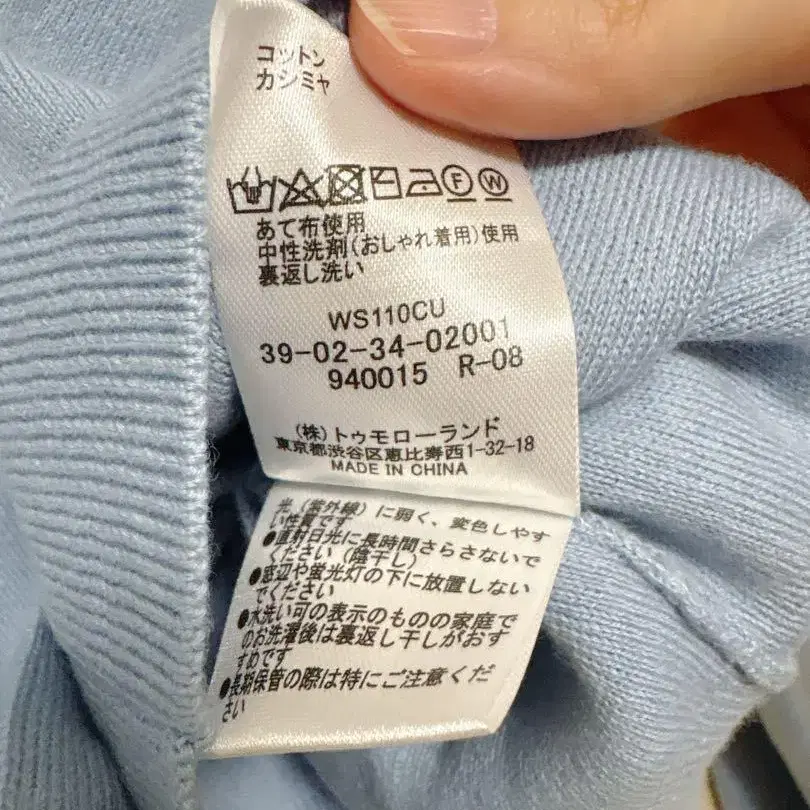 コットン
カシミヤ
F W
あて布使用
中性洗剤(おしゃれ着用)使用
裏返し洗い
WS110CU
39-02-34-02001
940015 R-08
(株)トゥモローランド
東京都渋谷区恵比寿西1-32-18
MADE IN CHINA
光(紫外線)に弱く、変色しやす
い性質です
●直射日光に長時間さらさないで
ください(陰干し)
●窓辺や蛍光灯の下に放置しない
でください
●水洗い可の表示のものの家庭で
のお洗濯後は裏返し干しがおす
すめです
●長期保管の際は特にご注意くだ
さい